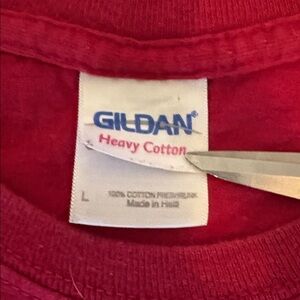 GILDAN®
Heavy Cotton
L
100% COTTON PRESHRUNK
Made in Haiti